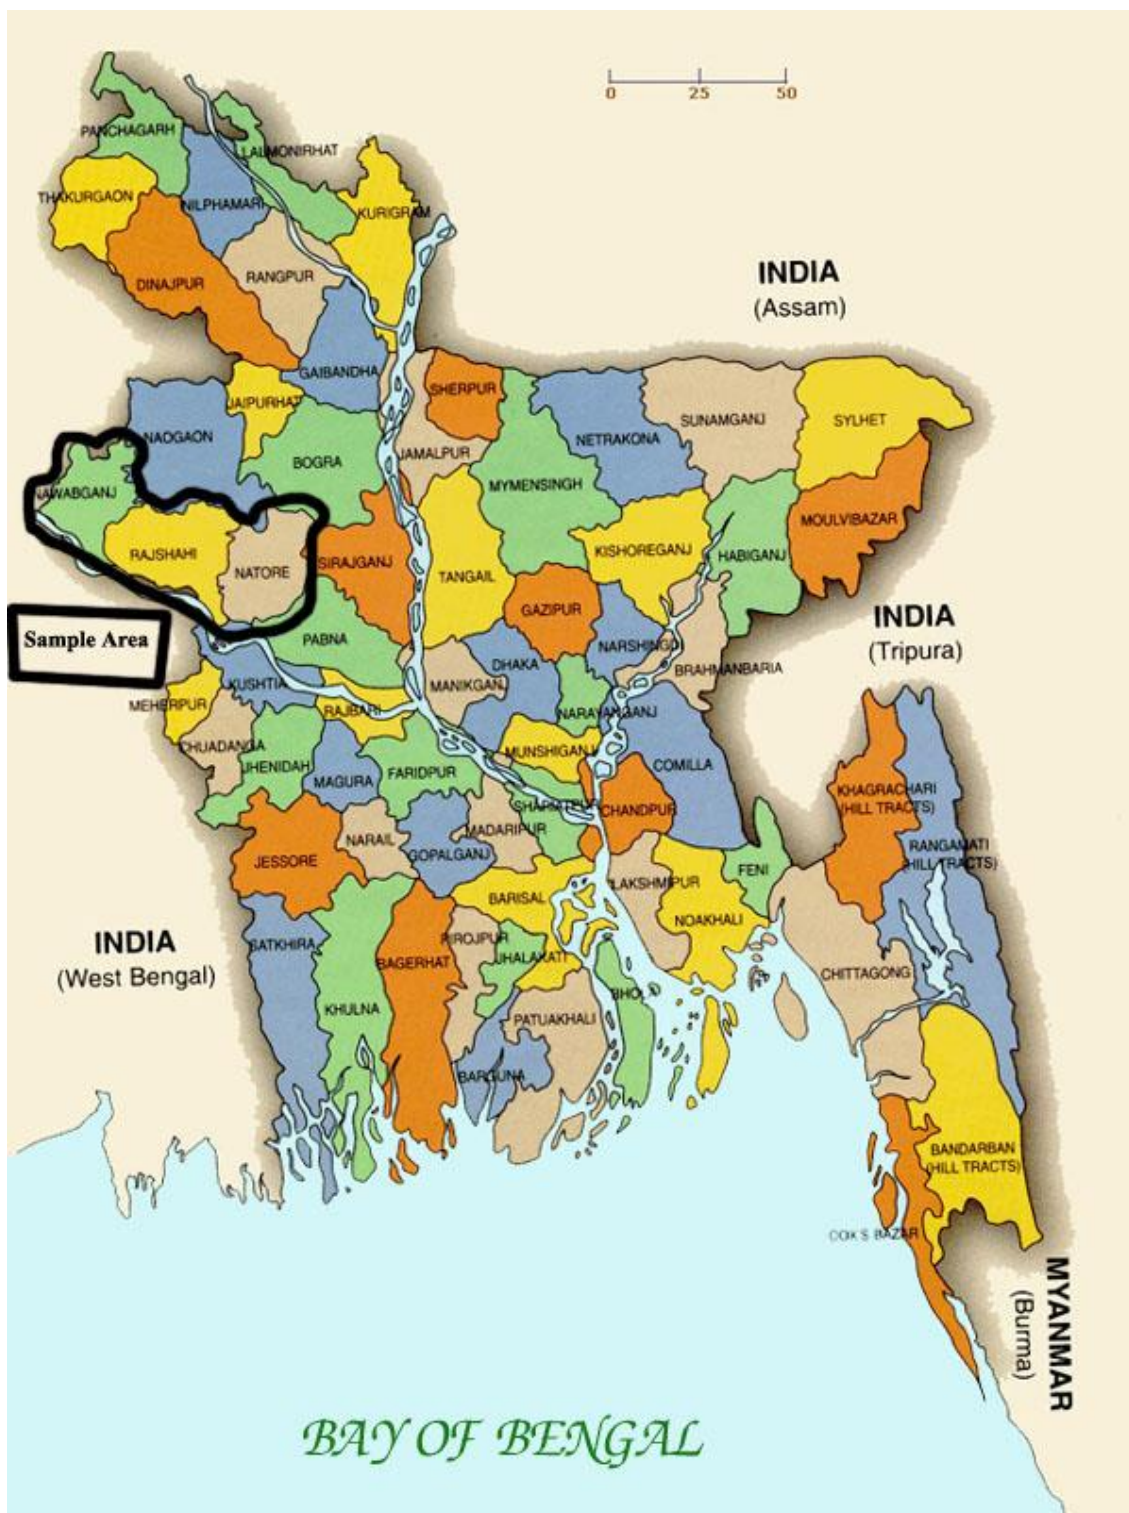 0 25 50
PANCHAGARH
LALMONIRHAT
THAKURGAON
NILPHAMARI
KURIGRAM
DINAJPUR
RANGPUR
INDIA
(Assam)
GAIBANDHA
JAIPURHAT
SHERPUR
NAOGAON
SUNAMGANJ
SYLHET
NETRAKONA
BOGRA
JAMALPUR
MYMENSINGH
NAWABGANJ
MOULVIBAZAR
RAJSHAHI
NATORE
SIRAJGANJ
TANGAIL
KISHOREGANJ
HABIGANJ
GAZIPUR
INDIA
(Tripura)
Sample Area
PABNA
NARSHINGDI
DHAKA
BRAHMANBARIA
KUSHTIA
MANIKGANJ
MEHERPUR
RAJBARI
NARAYANGANJ
CHUADANGA
JHENIDAH
MAGURA
FARIDPUR
MUNSHIGANJ
COMILLA
KHAGRACHARI
(HILL TRACTS)
SHARIATPUR
CHANDPUR
NARAIL
MADARIPUR
GOPALGANJ
JESSORE
RANGAMATI
(HILL TRACTS)
FENI
LAKSHMIPUR
BARISAL
NOAKHALI
INDIA
(West Bengal)
SATKHIRA
PIROJPUR
BAGERHAT
JHALAKATI
CHITTAGONG
KHULNA
BHOLA
PATUAKHALI
BARGUNA
BANDARBAN
(HILL TRACTS)
COX'S BAZAR
MYANMAR
(Burma)
BAY OF BENGAL